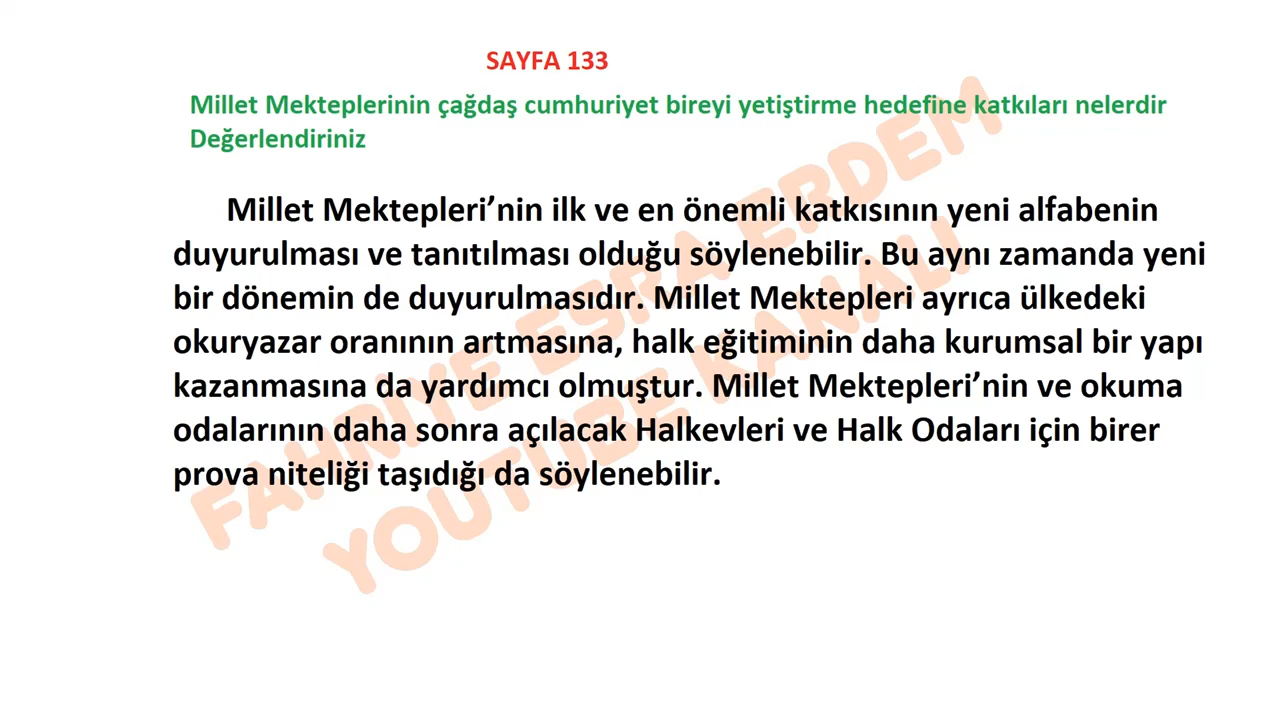 SAYFA 133
Millet Mekteplerinin çağdaş cumhuriyet bireyi yetiştirme hedefine katkıları nelerdir
Değerlendiriniz
Millet Mektepleri’nin ilk ve en önemli katkısının yeni alfabenin
duyurulması ve tanıtılması olduğu söylenebilir. Bu aynı zamanda yeni
bir dönemin de duyurulmasıdır. Millet Mektepleri ayrıca ülkedeki
okuryazar oranının artmasına, halk eğitiminin daha kurumsal bir yapı
kazanmasına da yardımcı olmuştur. Millet Mektepleri’nin ve okuma
odalarının daha sonra açılacak Halkevleri ve Halk Odaları için birer
prova niteliği taşıdığı da söylenebilir.
FAHRİYE ESRA ERDEM
YOUTUBE KANALI